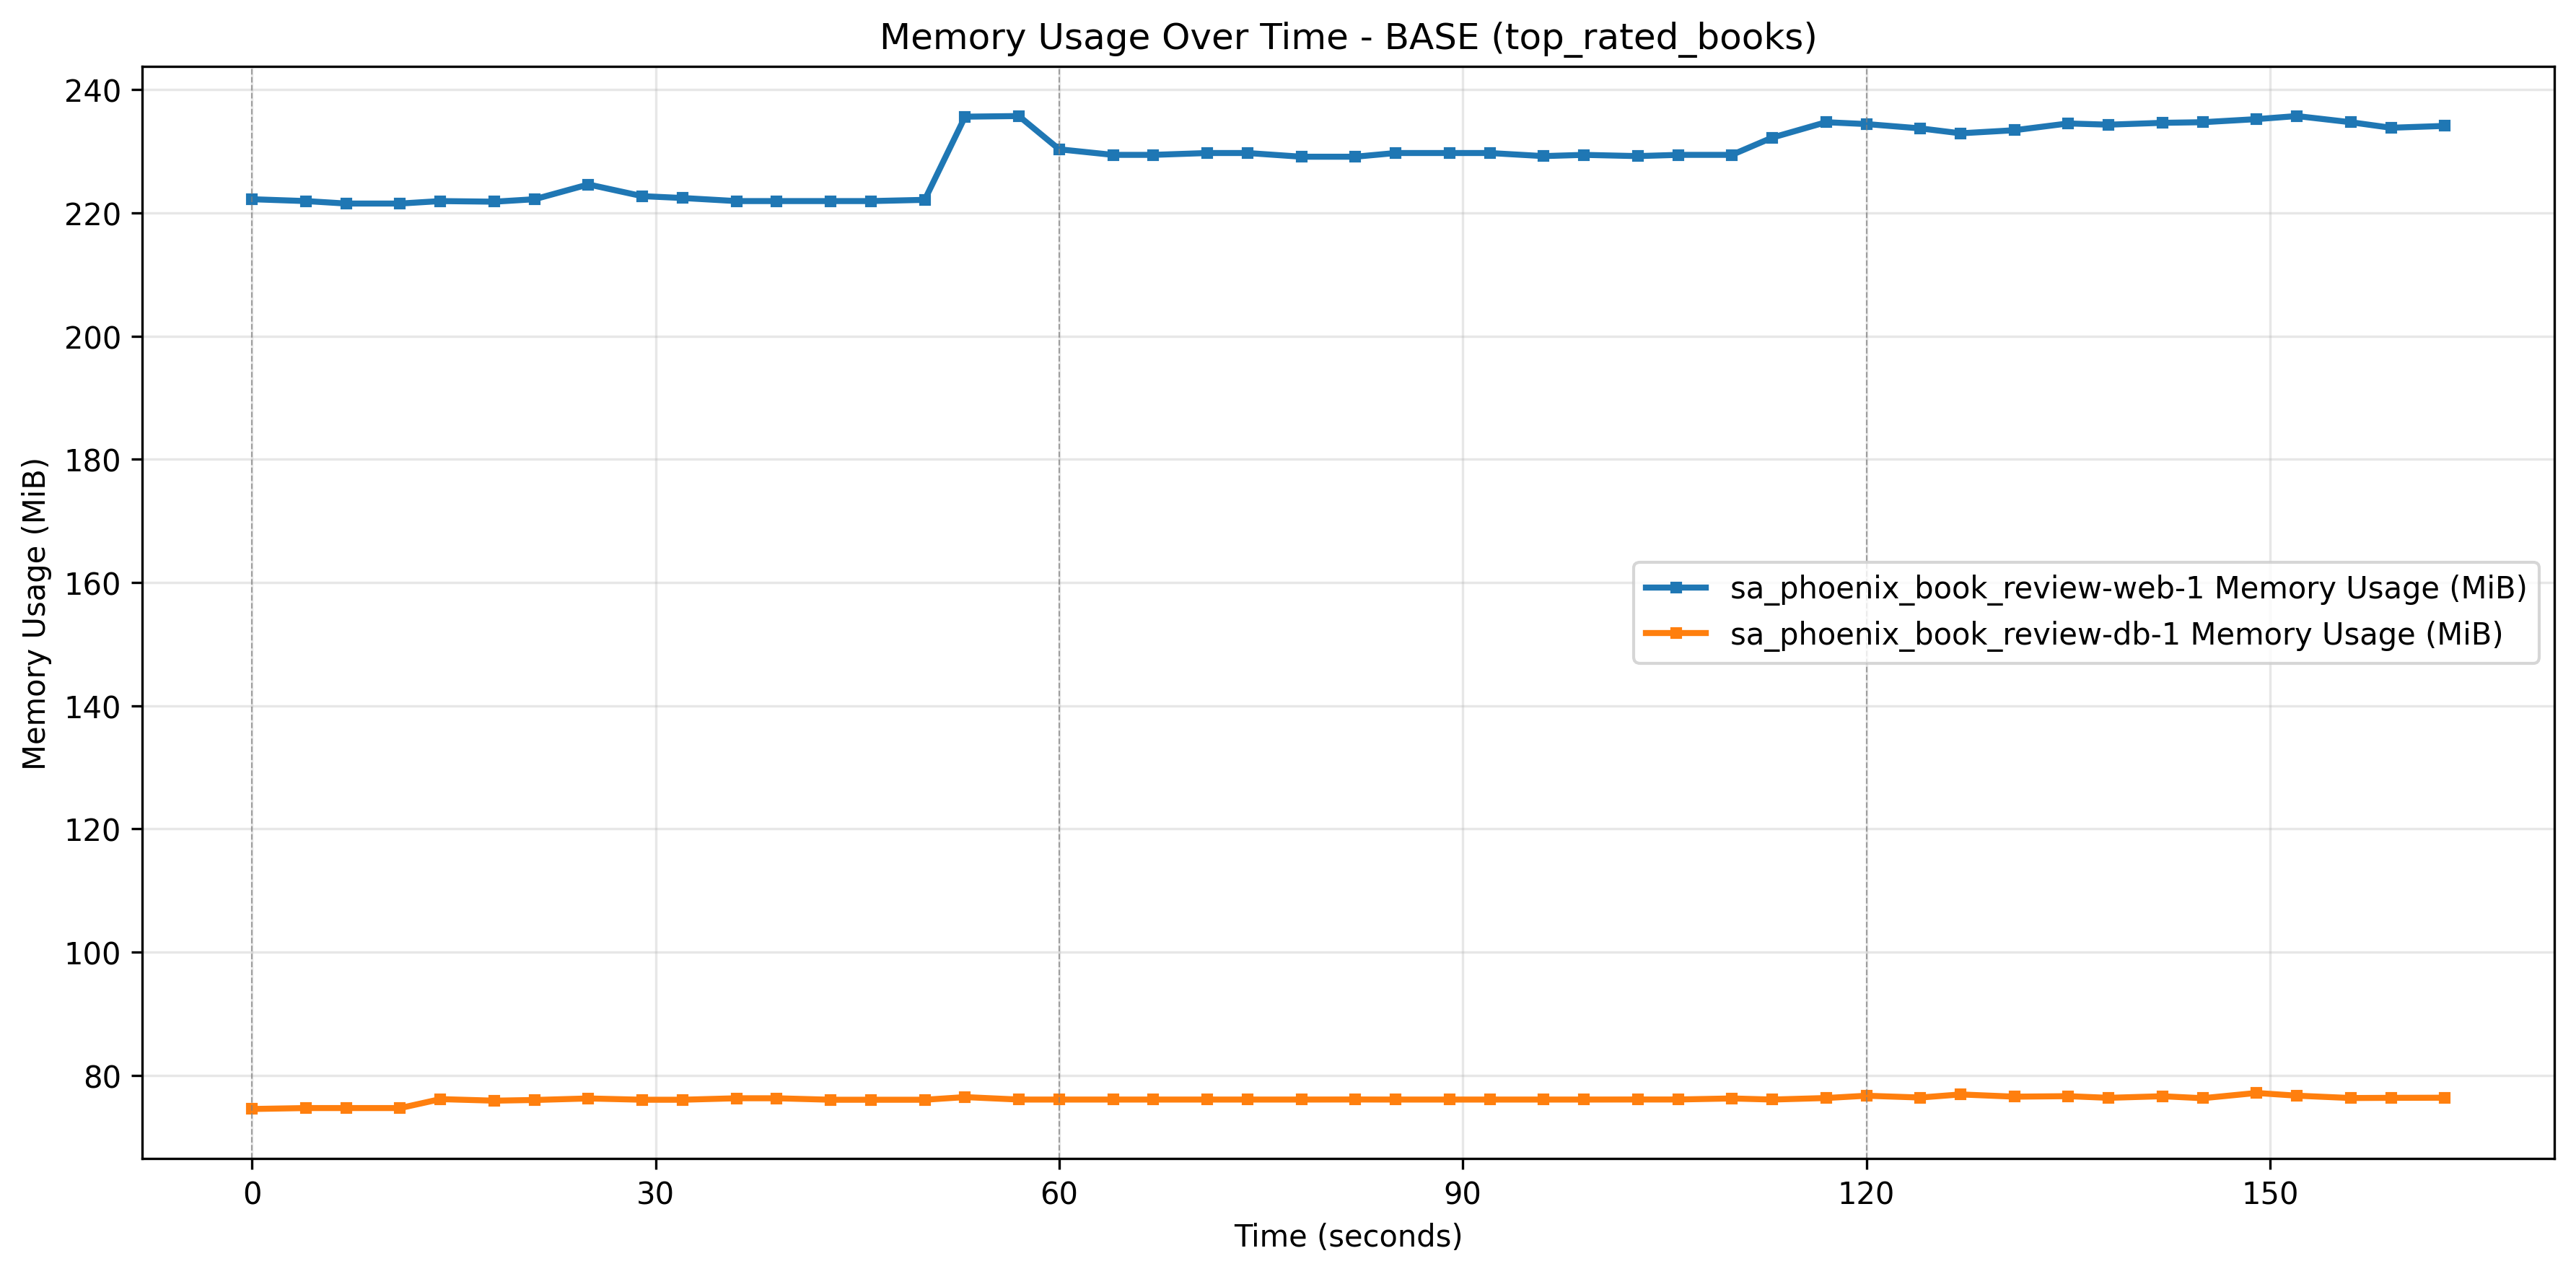 Memory Usage Over Time - BASE (top_rated_books)
Memory Usage (MiB)
240
220
200
180
160
140
120
100
80
sa_phoenix_book_review-web-1 Memory Usage (MiB)
sa_phoenix_book_review-db-1 Memory Usage (MiB)
0 30 60 90 120 150
Time (seconds)